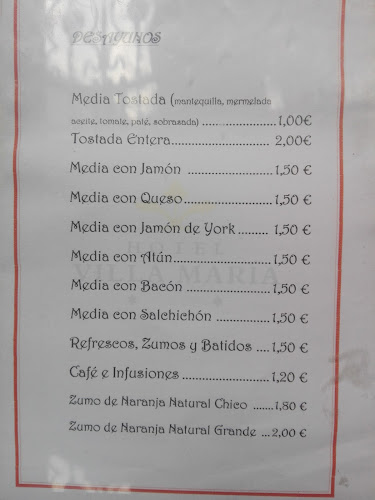 DESAYUNOS
Media Tostada (mantequilla, mermelada
aceite, tomate, paté, sobrasada) ........................ 1,00€
Tostada Entera............................ 2,00€
Media con Jamón ........................ 1,50 €
Media con Queso........................ 1,50 €
Media con Jamón de York ........ 1,50 €
HOTEL
Media con Atún........................... 1,50 €
VILLA MARIA
Media con Bacón ........................ 1,50 €
Media con Salchichón ................ 1,50 €
Refrescos, Zumos y Batidos .... 1,50 €
Café e Infusiones ........................ 1,20 €
Zumo de Naranja Natural Chico ....... 1,80 €
Zumo de Naranja Natural Grande ... 2,00 €